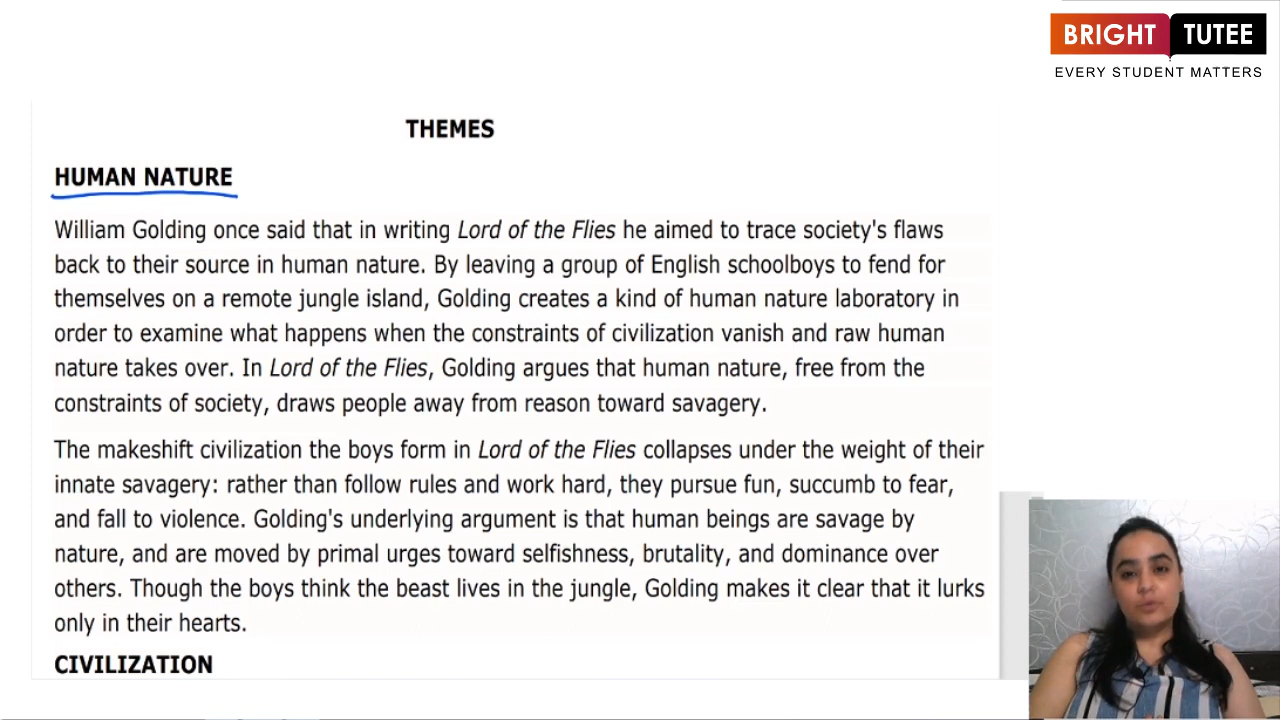 BRIGHT TUTEE
EVERY STUDENT MATTERS
THEMES
HUMAN NATURE
William Golding once said that in writing Lord of the Flies he aimed to trace society's flaws
back to their source in human nature. By leaving a group of English schoolboys to fend for
themselves on a remote jungle island, Golding creates a kind of human nature laboratory in
order to examine what happens when the constraints of civilization vanish and raw human
nature takes over. In Lord of the Flies, Golding argues that human nature, free from the
constraints of society, draws people away from reason toward savagery.
The makeshift civilization the boys form in Lord of the Flies collapses under the weight of their
innate savagery: rather than follow rules and work hard, they pursue fun, succumb to fear,
and fall to violence. Golding's underlying argument is that human beings are savage by
nature, and are moved by primal urges toward selfishness, brutality, and dominance over
others. Though the boys think the beast lives in the jungle, Golding makes it clear that it lurks
only in their hearts.
CIVILIZATION